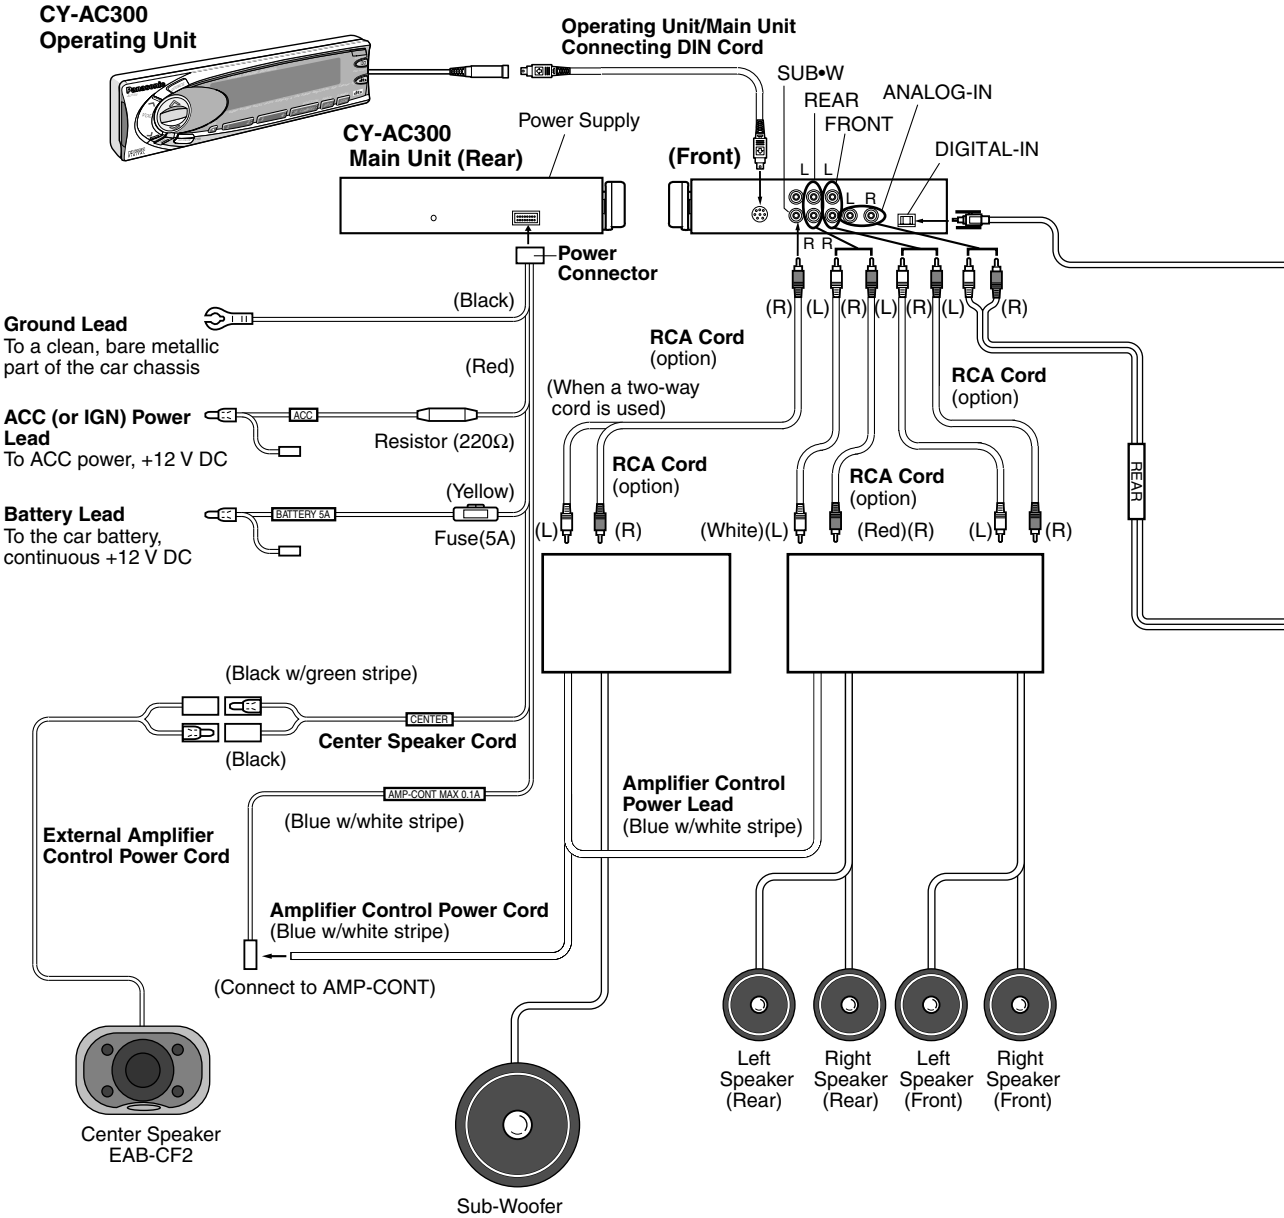 CY-AC300
Operating Unit
Operating Unit/Main Unit
Connecting DIN Cord
Panasonic
SUB•W
REAR
FRONT
ANALOG-IN
DIGITAL-IN
CY-AC300
Main Unit (Rear)
Power Supply
(Front)
L
L
L
R
R
R
Power
Connector
(Black)
Ground Lead
To a clean, bare metallic
part of the car chassis
(Red)
(R)
(L)
(R)
(L)
(R)
(L)
(R)
RCA Cord
(option)
RCA Cord
(option)
(When a two-way
cord is used)
ACC (or IGN) Power
Lead
To ACC power, +12 V DC
ACC
Resistor (220Ω)
RCA Cord
(option)
RCA Cord
(option)
REAR
(Yellow)
Battery Lead
To the car battery,
continuous +12 V DC
BATTERY 5A
Fuse(5A)
(L)
(R)
(White)(L)
(Red)(R)
(L)
(R)
(Black w/green stripe)
CENTER
Center Speaker Cord
(Black)
AMP-CONT MAX 0.1A
(Blue w/white stripe)
Amplifier Control
Power Lead
(Blue w/white stripe)
External Amplifier
Control Power Cord
Amplifier Control Power Cord
(Blue w/white stripe)
(Connect to AMP-CONT)
Left
Speaker
(Rear)
Right
Speaker
(Rear)
Left
Speaker
(Front)
Right
Speaker
(Front)
Center Speaker
EAB-CF2
Sub-Woofer